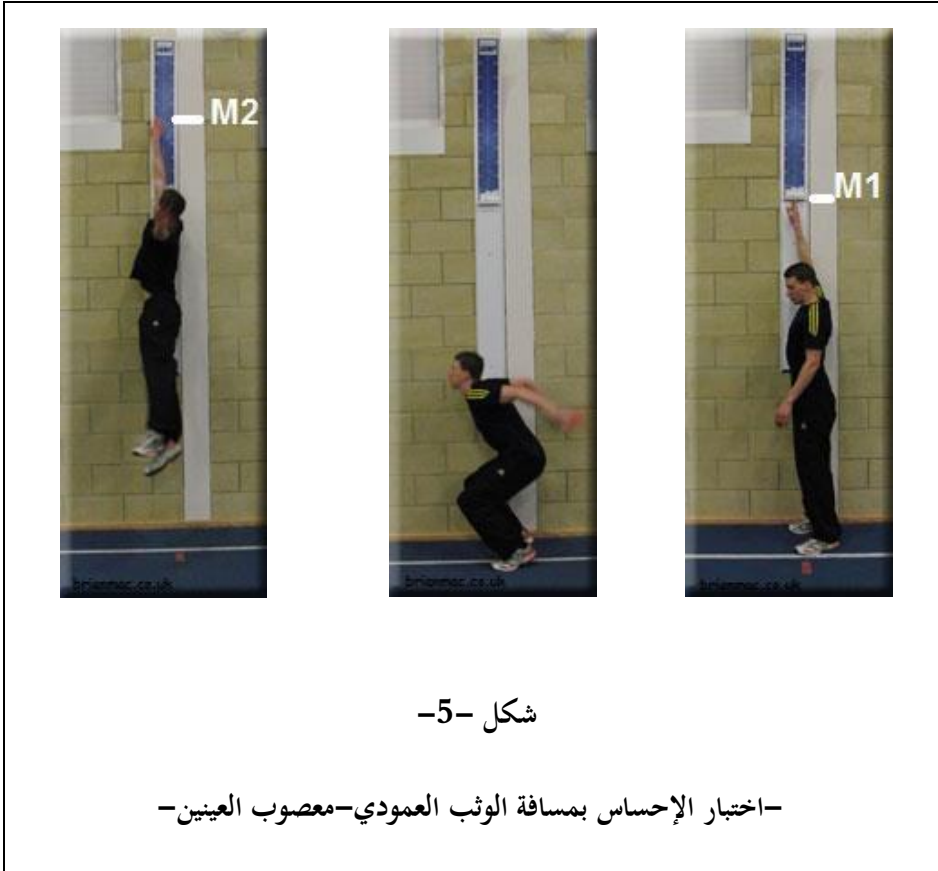 M2
M1
brianmac.co.uk
brianmac.co.uk
brianmac.co.uk
شكل -5-
-اختبار الإحساس بمسافة الوثب العمودي-معصوب العينين-